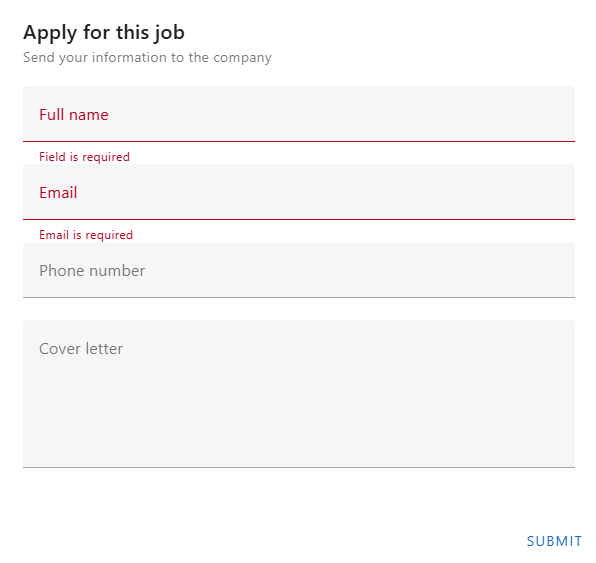 Apply for this job
Send your information to the company
Full name
Field is required
Email
Email is required
Phone number
Cover letter
SUBMIT